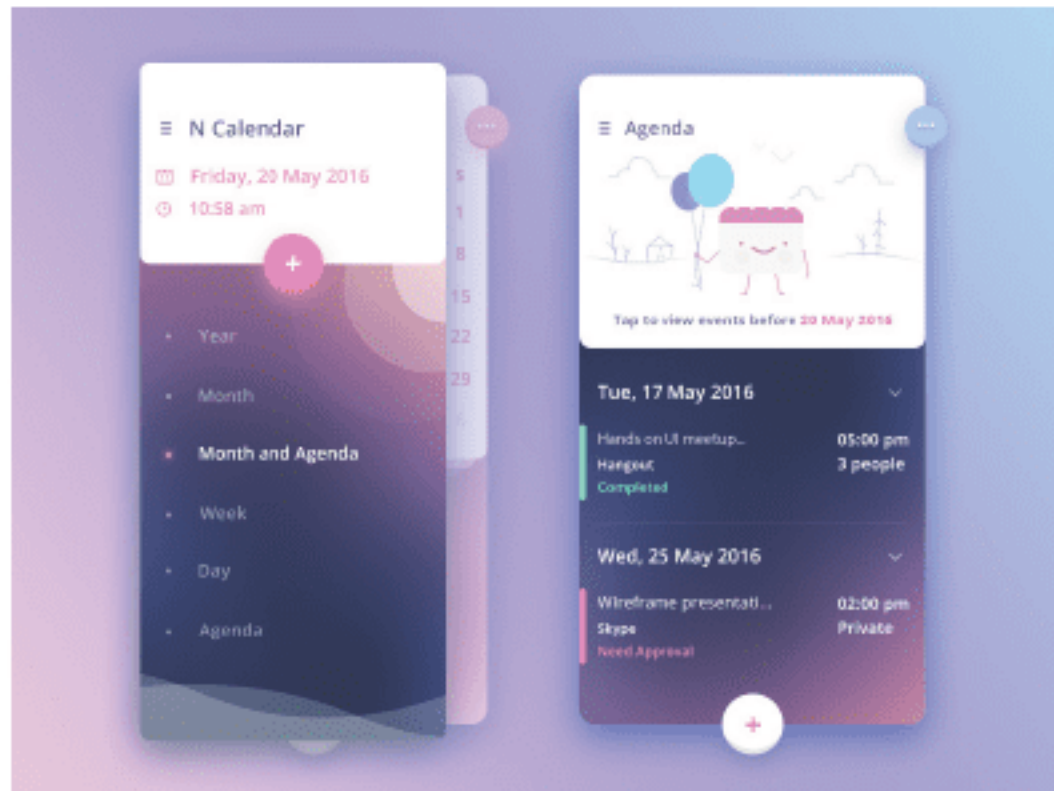 N Calendar
Friday, 20 May 2016
10:58 am
+
Year
Month
Month and Agenda
Week
Day
Agenda
5
1
8
15
22
29
Agenda
Tap to view events before 20 May 2016
Tue, 17 May 2016
Hands on UI meetup...
05:00 pm
Hangout
3 people
Completed
Wed, 25 May 2016
Wireframe presentati...
02:00 pm
Skype
Private
Need Approval
+